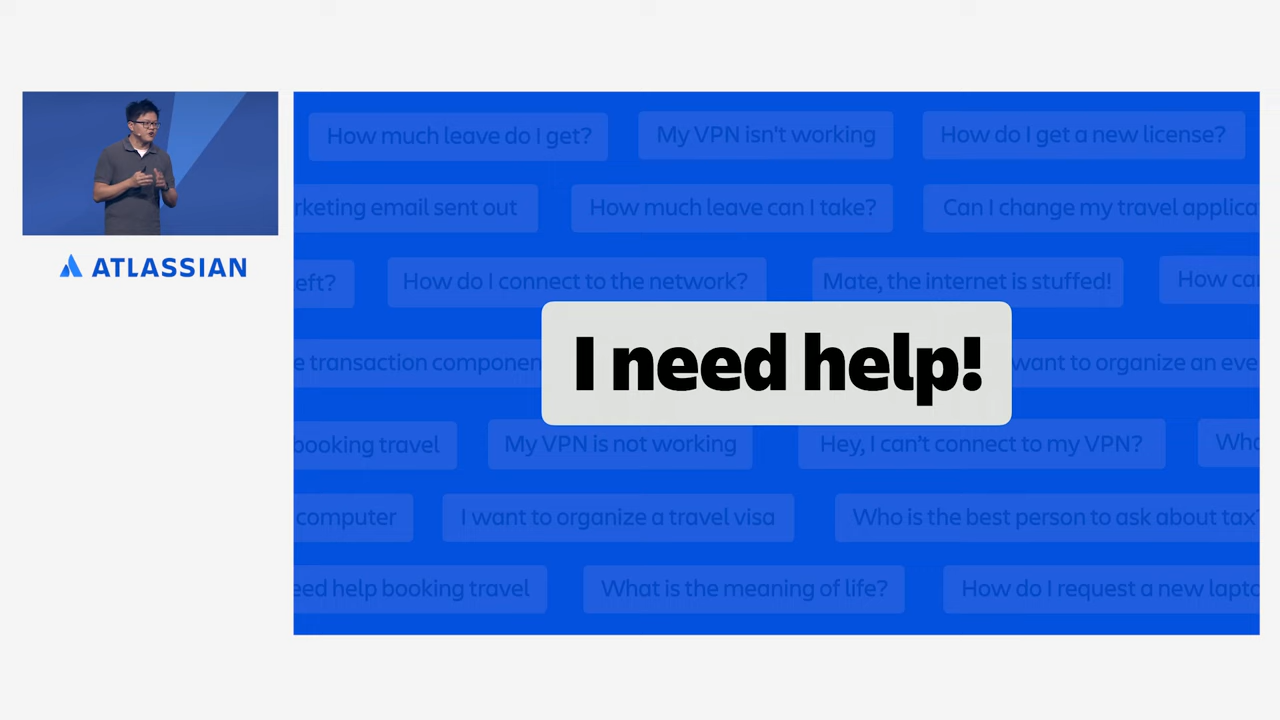 ATLASSIAN
How much leave do I get?
My VPN isn't working
How do I get a new license?
rketing email sent out
How much leave can I take?
Can I change my travel applica
eft?
How do I connect to the network?
Mate, the internet is stuffed!
How can
e transaction componen
I need help!
want to organize an eve
booking travel
My VPN is not working
Hey, I can't connect to my VPN?
Who
computer
I want to organize a travel visa
Who is the best person to ask about tax?
eed help booking travel
What is the meaning of life?
How do I request a new lapto